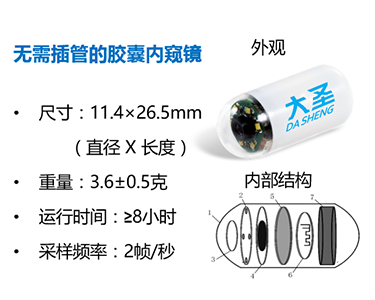 无需插管的胶囊内窥镜
• 尺寸：11.4×26.5mm
（直径 X 长度）
• 重量：3.6±0.5克
• 运行时间：≥8小时
• 采样频率：2帧/秒
外观
大圣
DA SHENG
内部结构
1 2 3 4 5 6 7